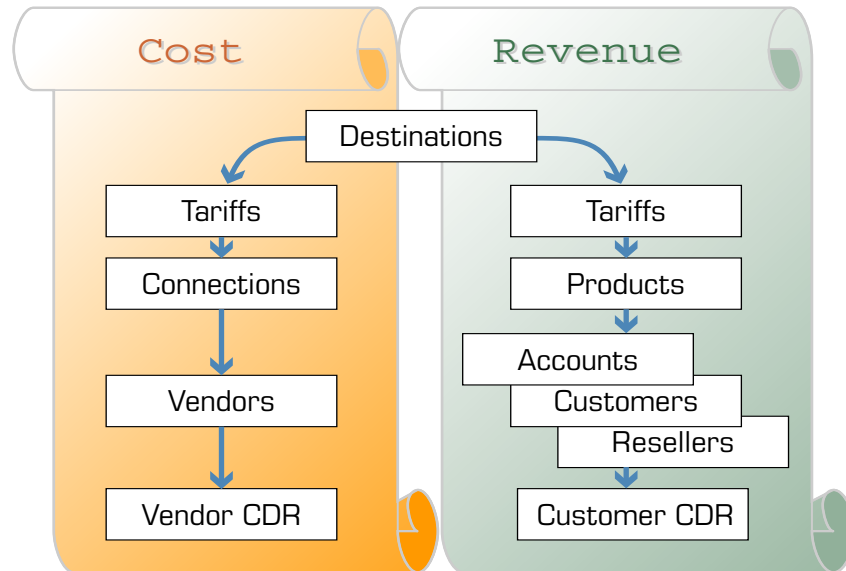 Cost
Revenue
Destinations
Tariffs
Tariffs
Connections
Products
Accounts
Vendors
Customers
Resellers
Vendor CDR
Customer CDR